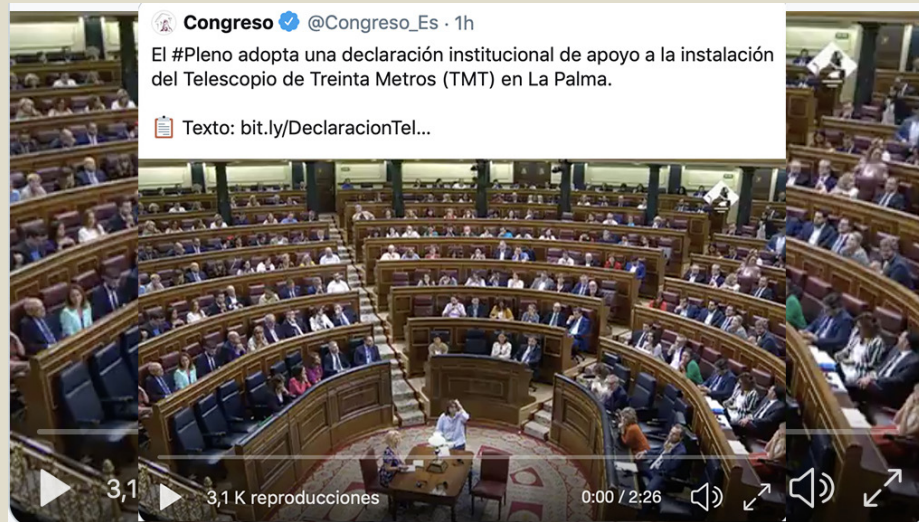 Congreso @Congreso_Es · 1h
El #Pleno adopta una declaración institucional de apoyo a la instalación
del Telescopio de Treinta Metros (TMT) en La Palma.
📋 Texto: bit.ly/DeclaracionTel...
3,1
3,1 K reproducciones
0:00 / 2:26